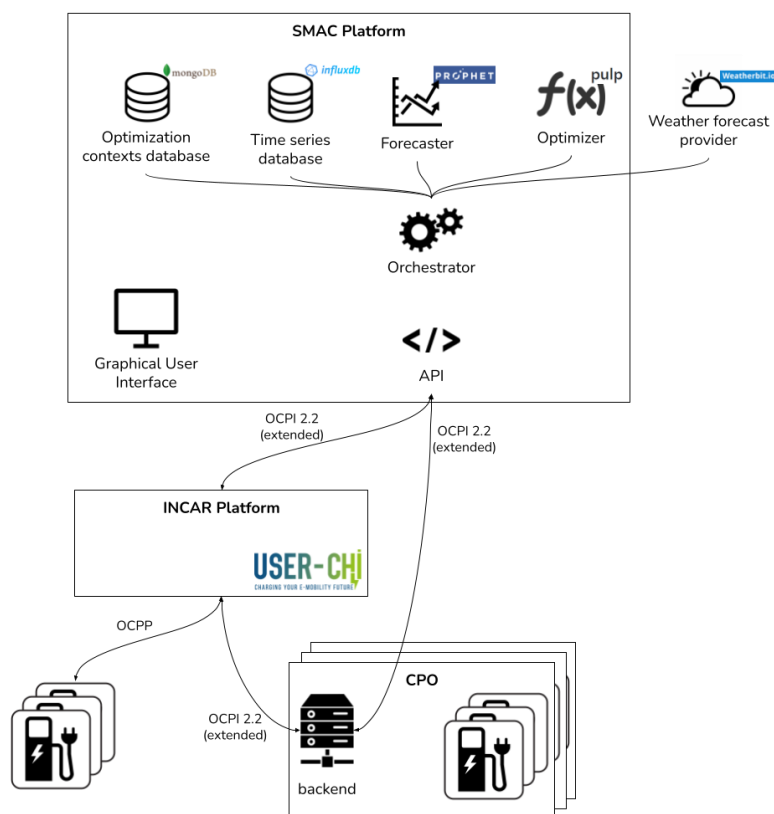 SMAC Platform
mongoDB
influxdb
PROPHET
pulp
Weatherbit.io
f(x)
Optimization
contexts database
Time series
database
Forecaster
Optimizer
Weather forecast
provider
Orchestrator
Graphical User
Interface
</>
API
OCPI 2.2
(extended)
OCPI 2.2
(extended)
INCAR Platform
USER-CHI
CHARGING YOUR E-MOBILITY FUTURE
OCPP
CPO
OCPI 2.2
(extended)
backend